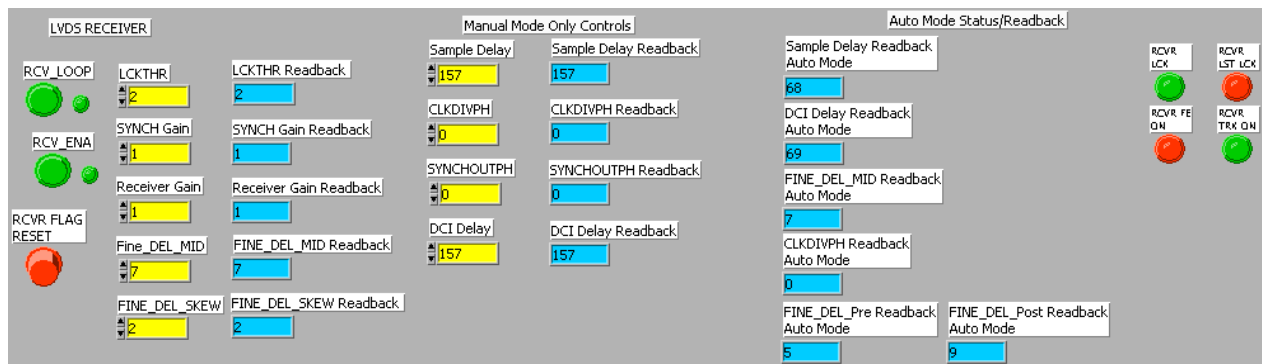 LVDS RECEIVER
RCV_LOOP
RCV_ENA
RCVR FLAG
RESET
LCKTHR
2
LCKTHR Readback
2
SYNCH Gain
1
SYNCH Gain Readback
1
Receiver Gain
1
Receiver Gain Readback
1
Fine_DEL_MID
7
FINE_DEL_MID Readback
7
FINE_DEL_SKEW
2
FINE_DEL_SKEW Readback
2
Manual Mode Only Controls
Sample Delay
157
Sample Delay Readback
157
CLKDIVPH
0
CLKDIVPH Readback
0
SYNCHOUTPH
0
SYNCHOUTPH Readback
0
DCI Delay
157
DCI Delay Readback
157
Auto Mode Status/Readback
Sample Delay Readback
Auto Mode
68
DCI Delay Readback
Auto Mode
69
FINE_DEL_MID Readback
Auto Mode
7
CLKDIVPH Readback
Auto Mode
0
FINE_DEL_Pre Readback
Auto Mode
5
FINE_DEL_Post Readback
Auto Mode
9
RCVR
LCK
RCVR
LST LCK
RCVR FE
ON
RCVR
TRK ON